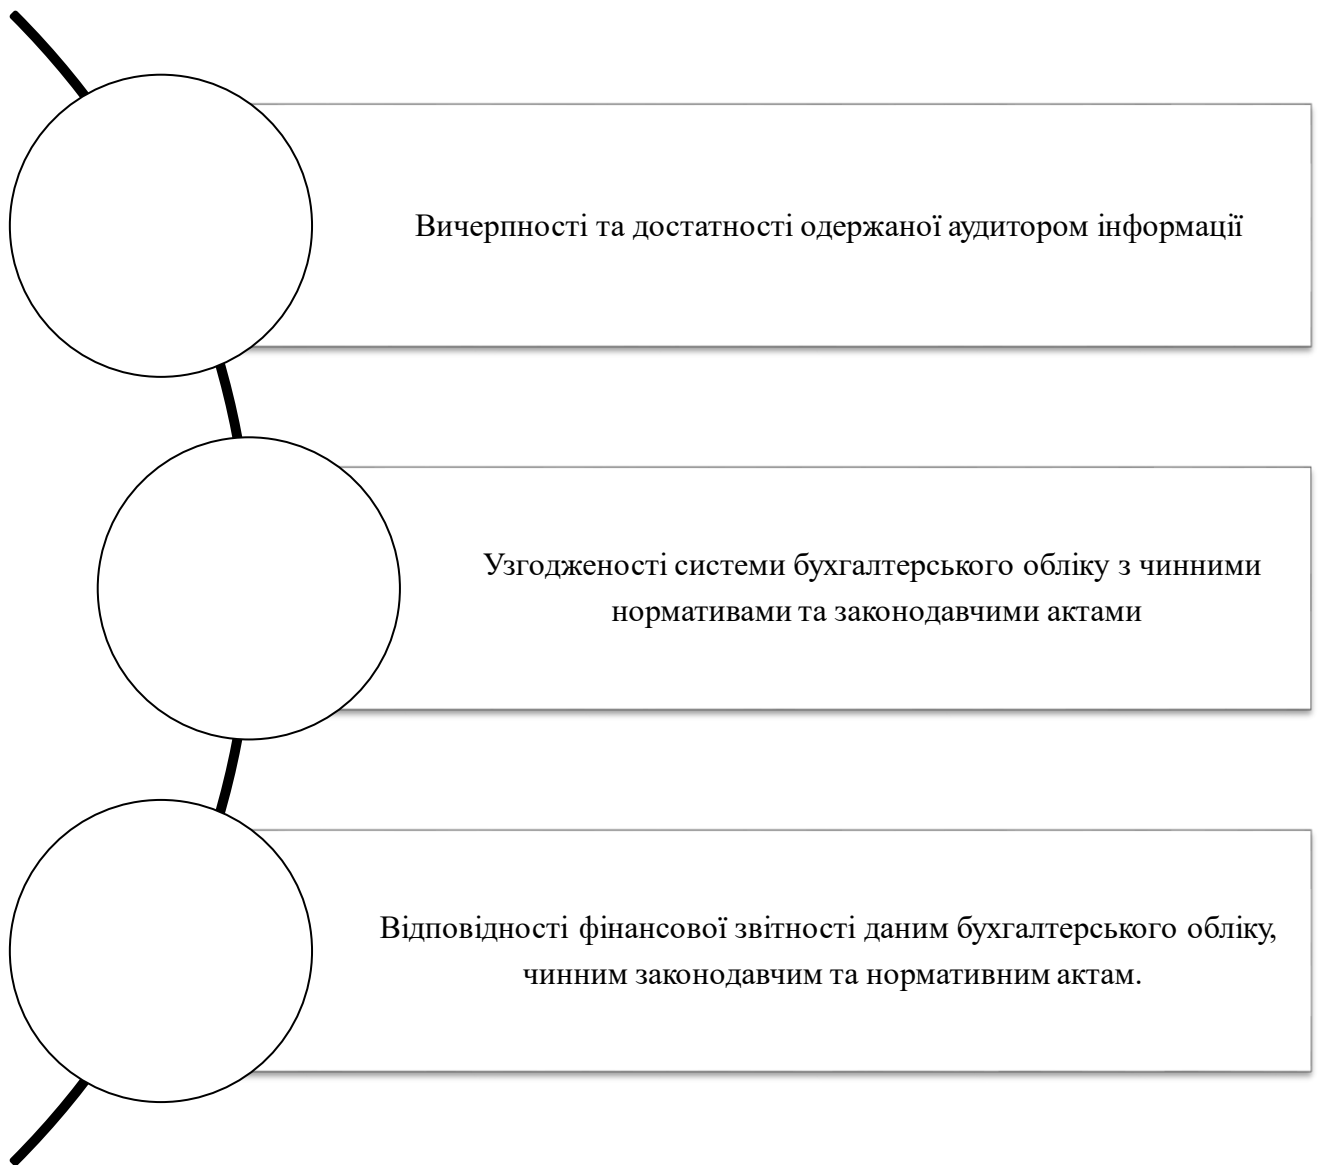 Вичерпності та достатності одержаної аудитором інформації
Узгодженості системи бухгалтерського обліку з чинними
нормативами та законодавчими актами
Відповідності фінансової звітності даним бухгалтерського обліку,
чинним законодавчим та нормативним актам.